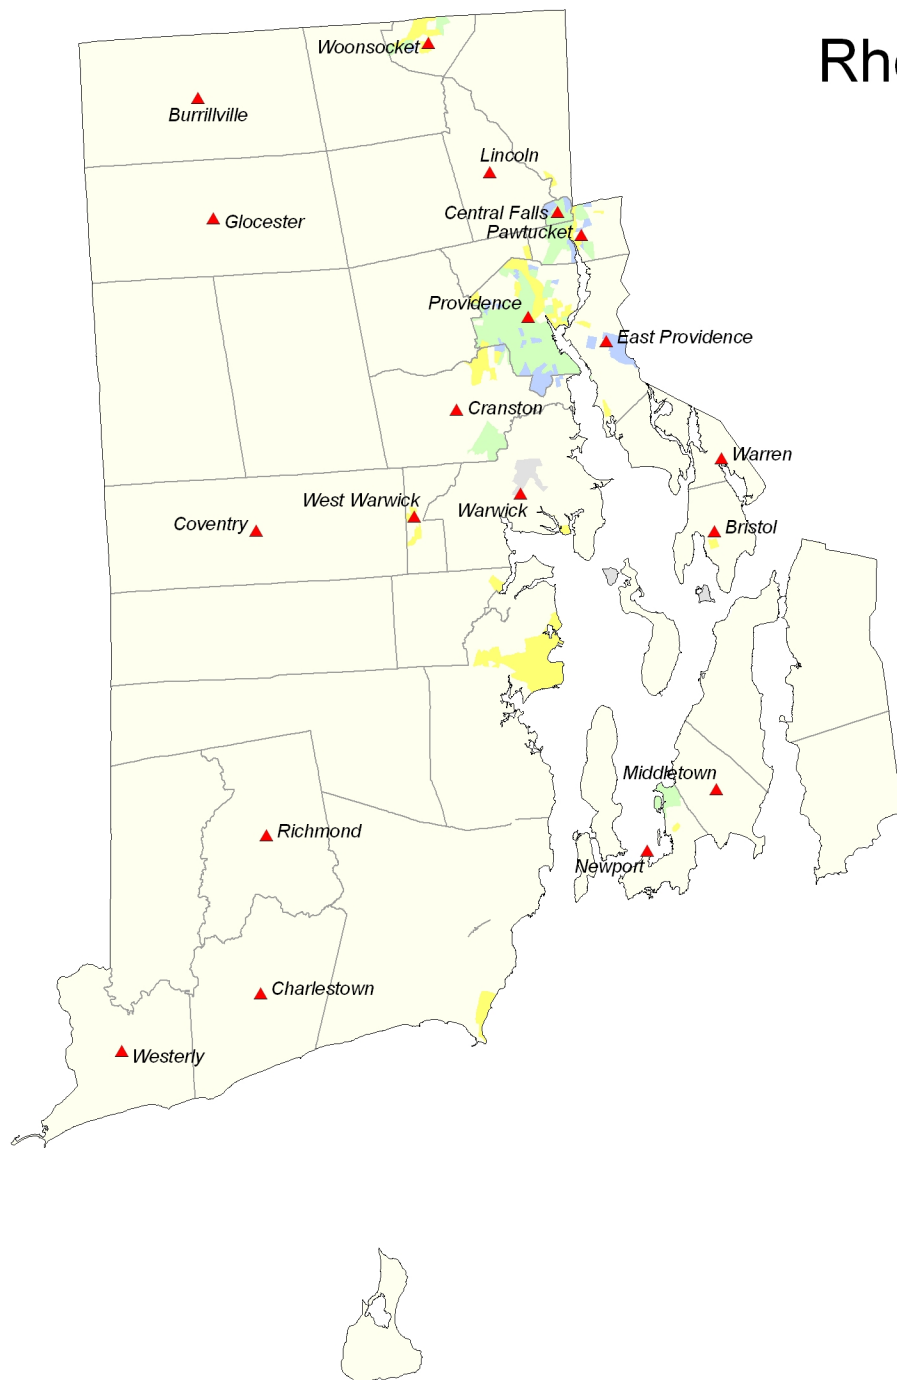 Rho
Woonsocket
Burrillville
Lincoln
Central Falls
Glocester
Pawtucket
Providence
East Providence
Cranston
Warren
West Warwick
Warwick
Coventry
Bristol
Middletown
Richmond
Newport
Charlestown
Westerly